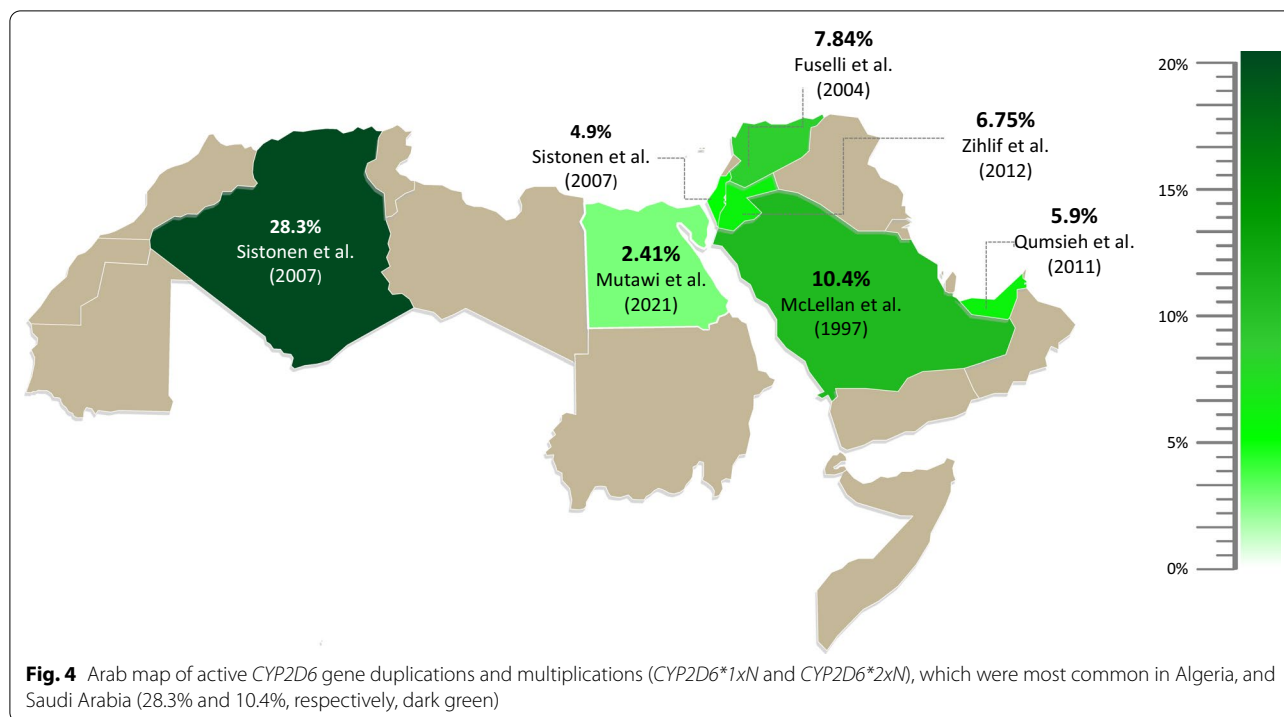 7.84%
Fuselli et al.
(2004)
20%
4.9%
Sistonen et al.
(2007)
6.75%
Zihlif et al.
(2012)
15%
28.3%
Sistonen et al.
(2007)
2.41%
Mutawi et al.
(2021)
10.4%
McLellan et al.
(1997)
5.9%
Qumsieh et al.
(2011)
10%
5%
0%
Fig. 4 Arab map of active CYP2D6 gene duplications and multiplications (CYP2D6*1xN and CYP2D6*2xN), which were most common in Algeria, and
Saudi Arabia (28.3% and 10.4%, respectively, dark green)